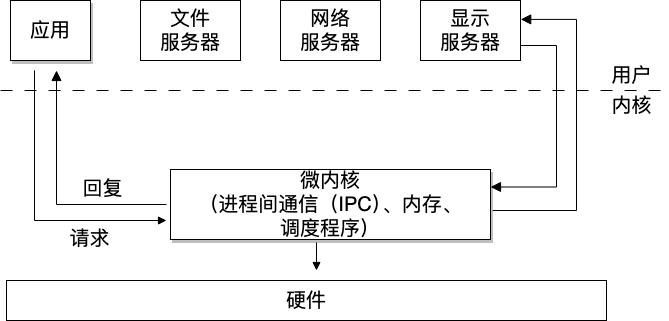 应用
文件
服务器
网络
服务器
显示
服务器
用户
内核
回复
请求
微内核
（进程间通信（IPC）、内存、
调度程序）
硬件